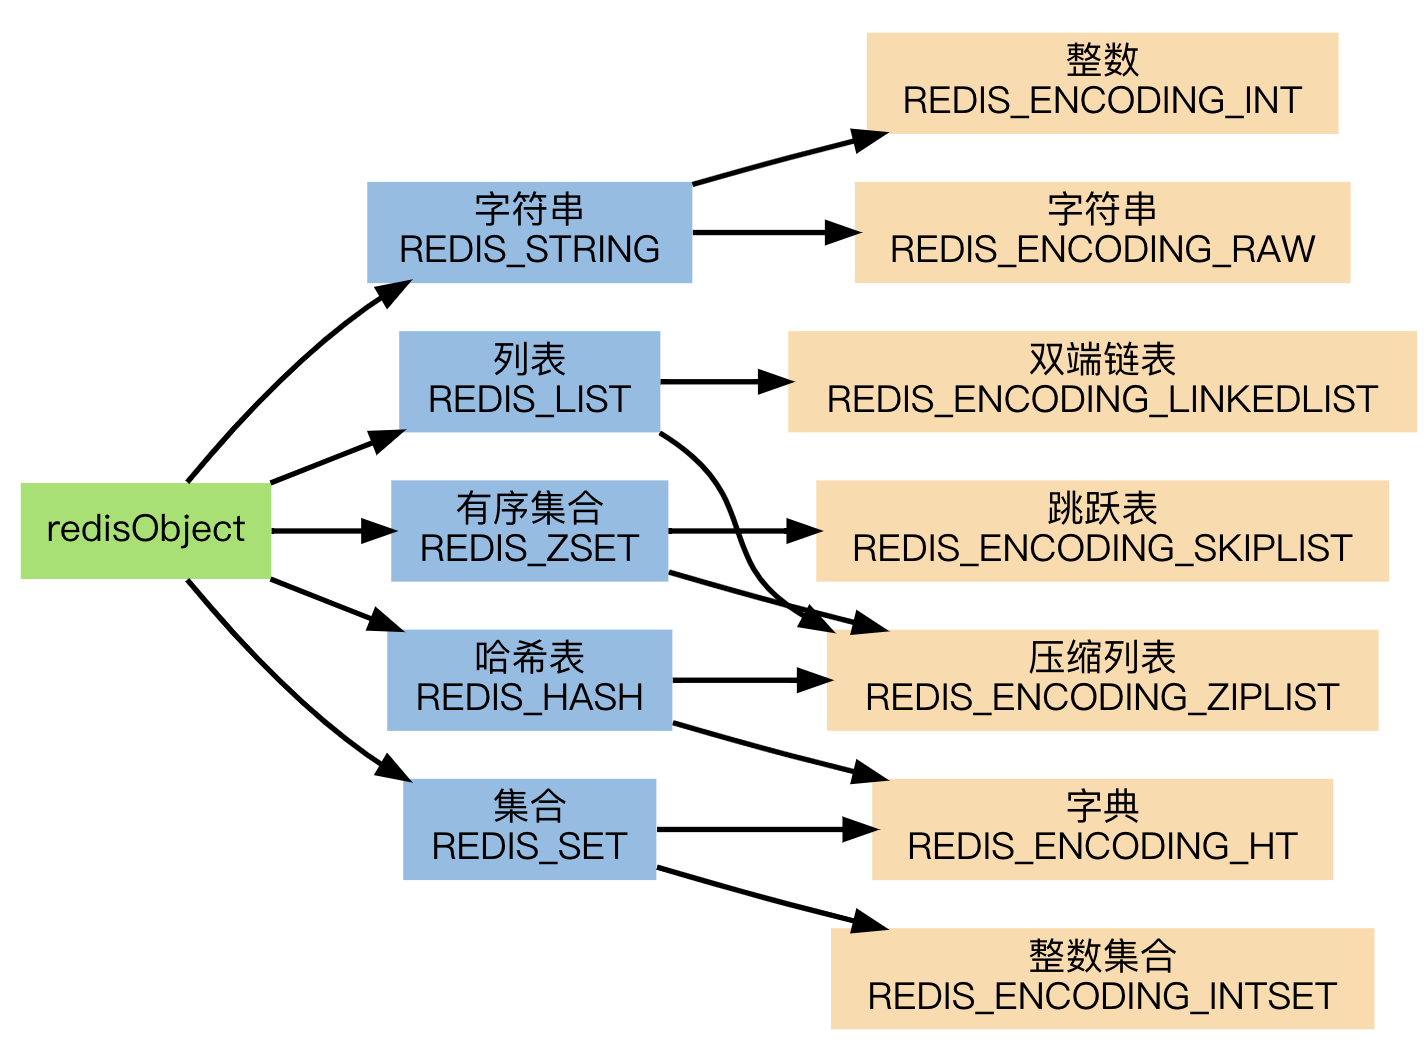 redisObject
字符串
REDIS_STRING
列表
REDIS_LIST
有序集合
REDIS_ZSET
哈希表
REDIS_HASH
集合
REDIS_SET
整数
REDIS_ENCODING_INT
字符串
REDIS_ENCODING_RAW
双端链表
REDIS_ENCODING_LINKEDLIST
跳跃表
REDIS_ENCODING_SKIPLIST
压缩列表
REDIS_ENCODING_ZIPLIST
字典
REDIS_ENCODING_HT
整数集合
REDIS_ENCODING_INTSET